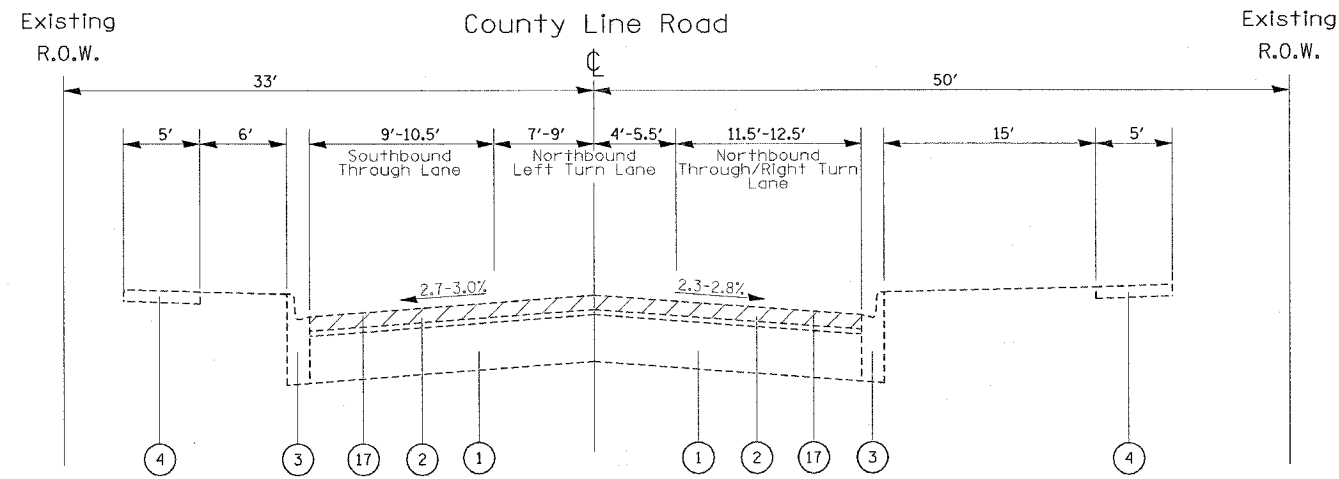 Existing
R.O.W.
County Line Road
℄
Existing
R.O.W.
33'
50'
5'
6'
9'-10.5'
Southbound
Through Lane
7'-9'
4'-5.5'
Northbound
Left Turn Lane
11.5'-12.5'
Northbound
Through/Right Turn
Lane
15'
5'
2.7-3.0%
2.3-2.8%
4
3
17
2
1
1
2
17
3
4